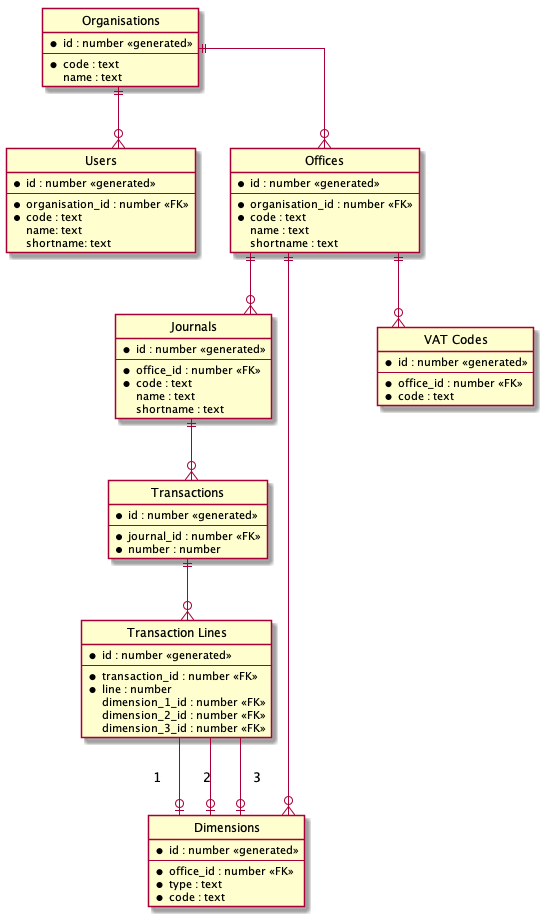 Organisations
id : number «generated»
code : text
name : text
Users
id : number «generated»
organisation_id : number «FK»
code : text
name: text
shortname: text
Offices
id : number «generated»
organisation_id : number «FK»
code : text
name : text
shortname : text
Journals
id : number «generated»
office_id : number «FK»
code : text
name : text
shortname : text
VAT Codes
id : number «generated»
office_id : number «FK»
code : text
Transactions
id : number «generated»
journal_id : number «FK»
number : number
Transaction Lines
id : number «generated»
transaction_id : number «FK»
line : number
dimension_1_id : number «FK»
dimension_2_id : number «FK»
dimension_3_id : number «FK»
1 2 3
Dimensions
id : number «generated»
office_id : number «FK»
type : text
code : text